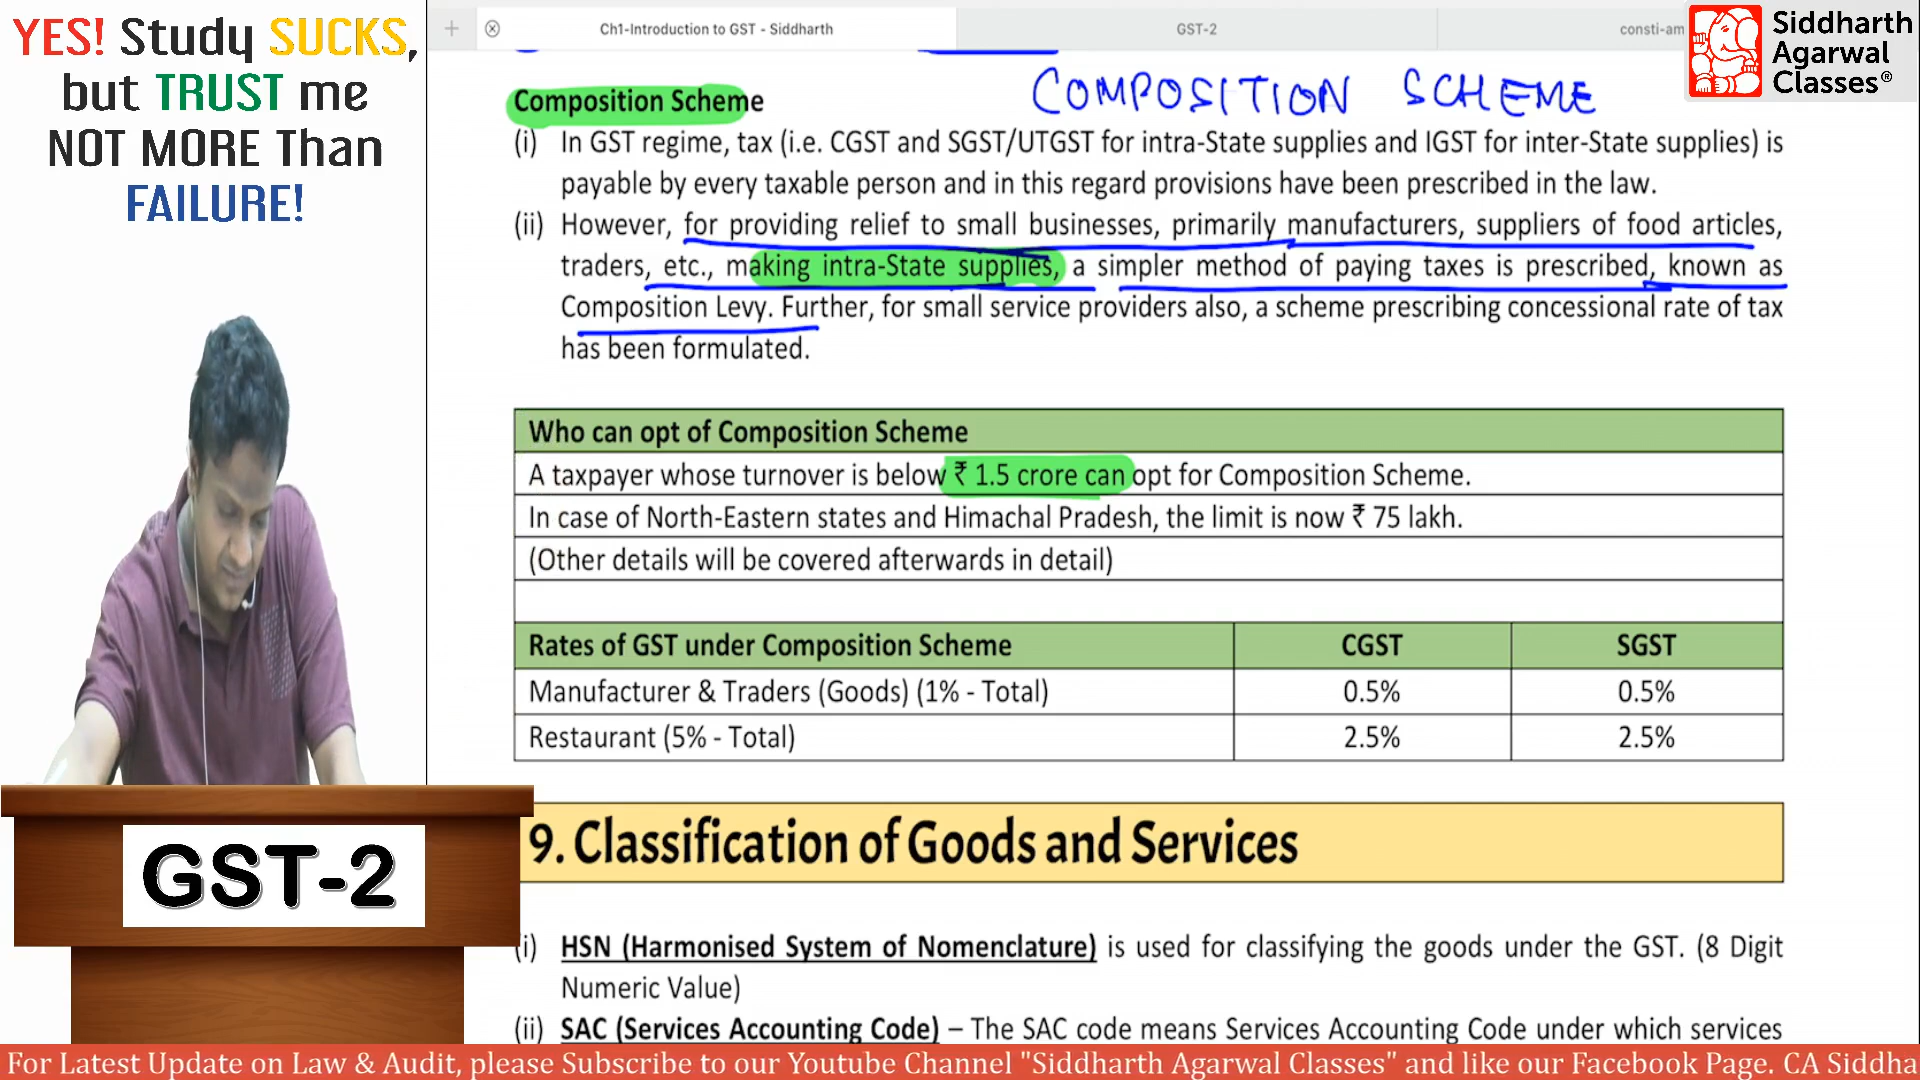 YES! Study SUCKS,
but TRUST me
NOT MORE Than
FAILURE!
Ch1-Introduction to GST - Siddharth
GST-2
consti-am
Siddharth
Agarwal
Classes®
COMPOSITION SCHEME
Composition Scheme
(i) In GST regime, tax (i.e. CGST and SGST/UTGST for intra-State supplies and IGST for inter-State supplies) is
payable by every taxable person and in this regard provisions have been prescribed in the law.
(ii) However, for providing relief to small businesses, primarily manufacturers, suppliers of food articles,
traders, etc., making intra-State supplies, a simpler method of paying taxes is prescribed, known as
Composition Levy. Further, for small service providers also, a scheme prescribing concessional rate of tax
has been formulated.
Who can opt of Composition Scheme
A taxpayer whose turnover is below ₹ 1.5 crore can opt for Composition Scheme.
In case of North-Eastern states and Himachal Pradesh, the limit is now ₹ 75 lakh.
(Other details will be covered afterwards in detail)
Rates of GST under Composition Scheme CGST SGST
Manufacturer & Traders (Goods) (1% - Total) 0.5% 0.5%
Restaurant (5% - Total) 2.5% 2.5%
9. Classification of Goods and Services
GST-2
i) HSN (Harmonised System of Nomenclature) is used for classifying the goods under the GST. (8 Digit
Numeric Value)
(ii) SAC (Services Accounting Code) – The SAC code means Services Accounting Code under which services
For Latest Update on Law & Audit, please Subscribe to our Youtube Channel "Siddharth Agarwal Classes" and like our Facebook Page. CA Siddha